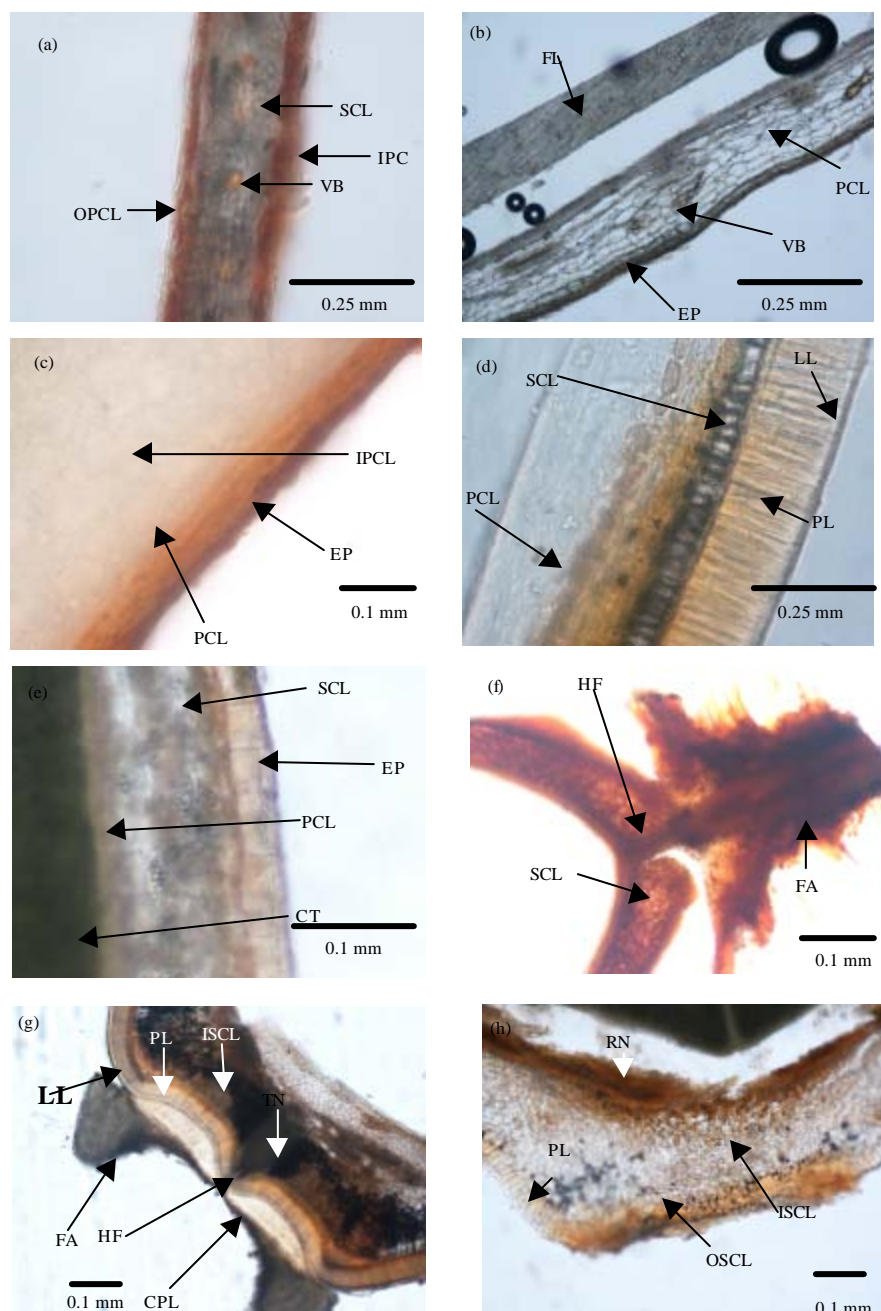 (a)
SCL
IPC
VB
OPCL
0.25 mm
(b)
FL
PCL
VB
EP
0.25 mm
(c)
IPCL
EP
PCL
0.1 mm
(d)
SCL
LL
PCL
PL
0.25 mm
(e)
SCL
EP
PCL
CT
0.1 mm
(f)
HF
SCL
FA
0.1 mm
(g)
PL
ISCL
LL
TN
FA
HF
CPL
0.1 mm
(h)
RN
PL
ISCL
OSCL
0.1 mm